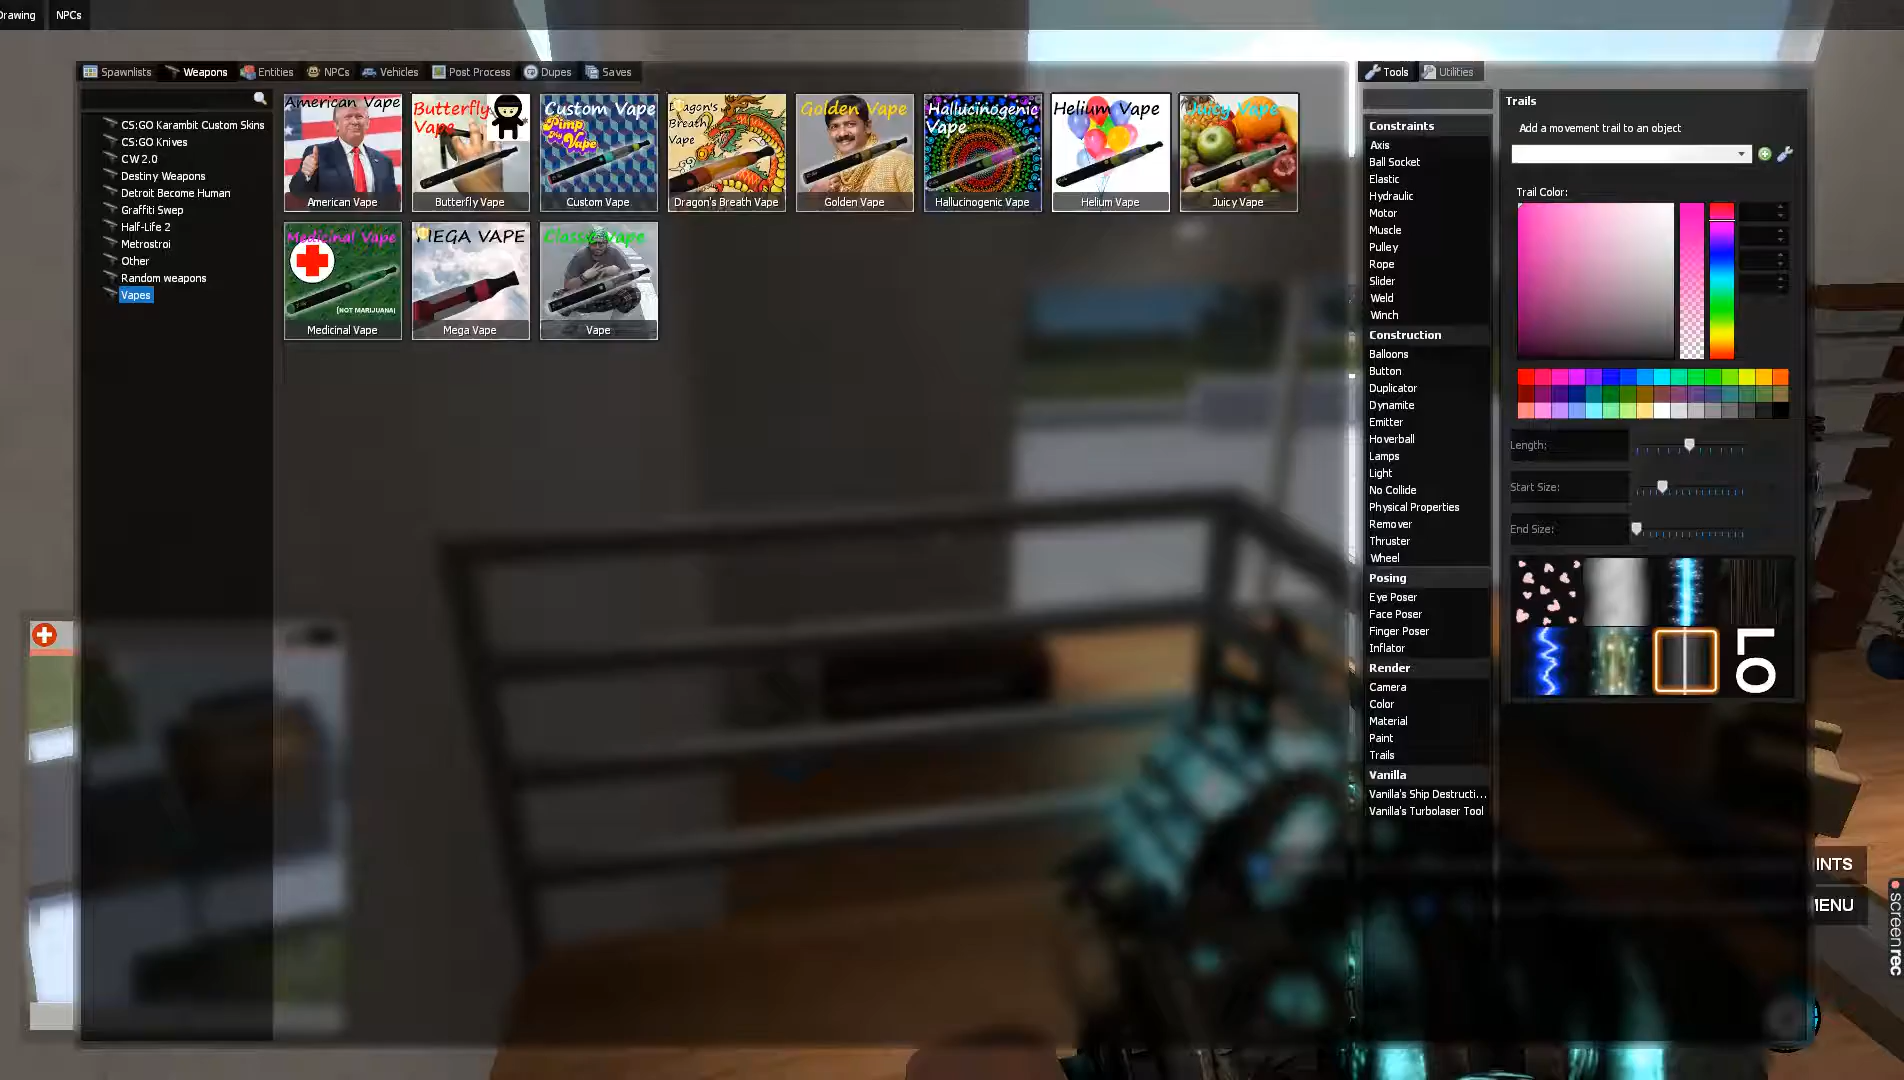 Drawing NPCs
Spawnlists Weapons Entities NPCs Vehicles Post Process Dupes Saves
CS:GO Karambit Custom Skins
CS:GO Knives
CW 2.0
Destiny Weapons
Detroit Become Human
Graffiti Swep
Half-Life 2
Metrostroi
Other
Random weapons
Vapes
American Vape
American Vape
Butterfly Vape
Butterfly Vape
Custom Vape
Pimp My Vape
Custom Vape
Dragon's Breath Vape
Dragon's Breath Vape
Golden Vape
Golden Vape
Hallucinogenic Vape
Hallucinogenic Vape
Helium Vape
Helium Vape
Juicy Vape
Juicy Vape
Medicinal Vape
(NOT MARIJUANA)
Medicinal Vape
MEGA VAPE
Mega Vape
Classic Vape
Vape
Tools Utilities
Constraints
Axis
Ball Socket
Elastic
Hydraulic
Motor
Muscle
Pulley
Rope
Slider
Weld
Winch
Construction
Balloons
Button
Duplicator
Dynamite
Emitter
Hoverball
Lamps
Light
No Collide
Physical Properties
Remover
Thruster
Wheel
Posing
Eye Poser
Face Poser
Finger Poser
Inflator
Render
Camera
Color
Material
Paint
Trails
Vanilla
Vanilla's Ship Destructi...
Vanilla's Turbolaser Tool
Trails
Add a movement trail to an object
Trail Color:
Length:
Start Size:
End Size:
LO
INTS
MENU
screenrec